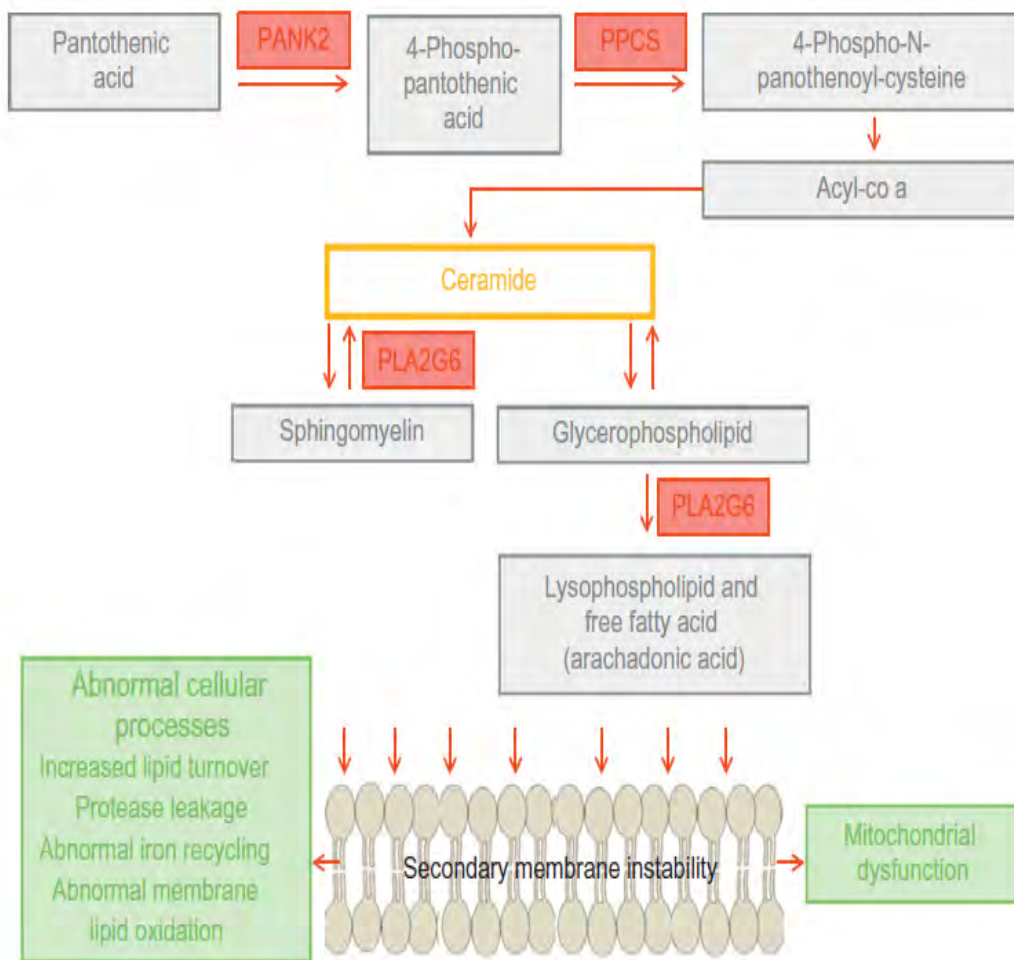 Pantothenic
acid
PANK2
4-Phospho-
pantothenic
acid
PPCS
4-Phospho-N-
panothenoyl-cysteine
Acyl-co a
Ceramide
PLA2G6
Sphingomyelin
Glycerophospholipid
PLA2G6
Lysophospholipid and
free fatty acid
(arachadonic acid)
Abnormal cellular
processes
Increased lipid turnover
Protease leakage
Abnormal iron recycling
Abnormal membrane
lipid oxidation
Secondary membrane instability
Mitochondrial
dysfunction